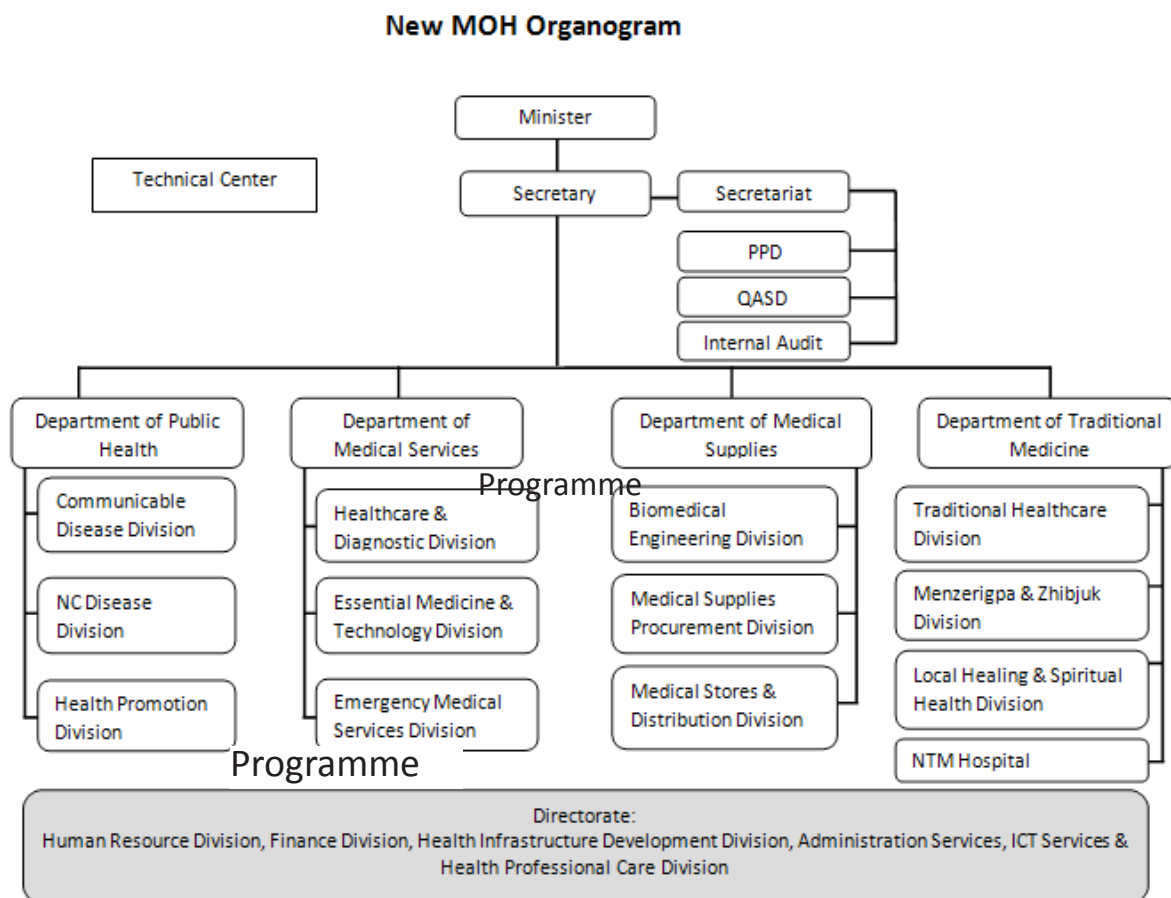 New MOH Organogram
Minister
Technical Center
Secretary
Secretariat
PPD
QASD
Internal Audit
Department of Public
Health
Department of
Medical Services
Department of Medical
Supplies
Department of Traditional
Medicine
Programme
Communicable
Disease Division
Healthcare &
Diagnostic Division
Biomedical
Engineering Division
Traditional Healthcare
Division
NC Disease
Division
Essential Medicine &
Technology Division
Medical Supplies
Procurement Division
Menzerigpa & Zhibjuk
Division
Health Promotion
Division
Emergency Medical
Services Division
Medical Stores &
Distribution Division
Local Healing & Spiritual
Health Division
NTM Hospital
Programme
Directorate:
Human Resource Division, Finance Division, Health Infrastructure Development Division, Administration Services, ICT Services &
Health Professional Care Division